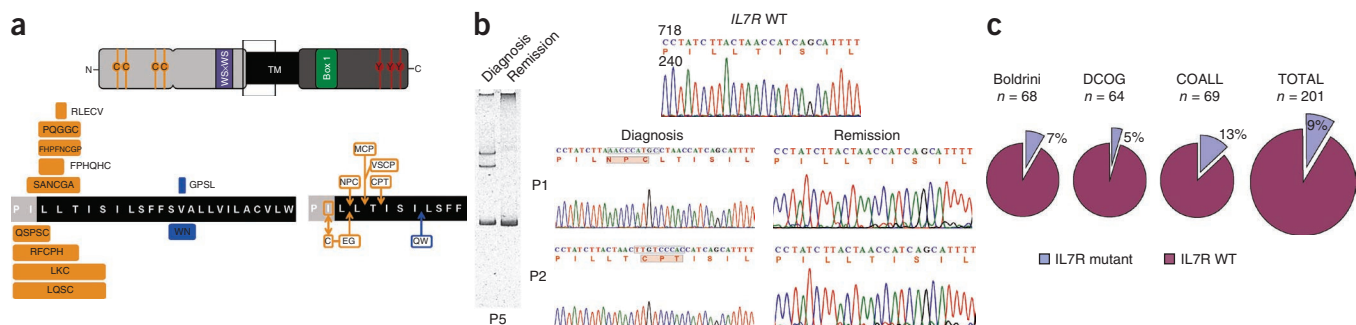 a
N-
C
C
C
C
WSxWS
TM
Box 1
Y
Y
Y
-C
RLECV
PQGGC
FHPFNCGP
FPHQHC
SANCGA
GPSL
P I L L T I S I L S F F S V A L L V I L A C V L W
QSPSC
WN
RFCPH
LKC
LQSC
MCP
VSCP
NPC
CPT
P I L L T I S I L S F F
C
EG
QW
b
Diagnosis
Remission
P5
IL7R WT
718
CCTATCTTACTAACCATCAGCATTTT
P I L L T I S I L
240
Diagnosis
Remission
P1
CCTATCTTAAACCCATGCCTAACCATCAGCATTTT
P I L N P C L T I S I L
CCTATCTTACTAACCATCAGCATTTT
P I L L T I S I L
P2
CCTATCTTACTAACTTGTCCCACCATCAGCATTTT
P I L L T C P T I S I L
CCTATCTTACTAACCATCAGCATTTT
P I L L T I S I L
c
Boldrini
n = 68
7%
DCOG
n = 64
5%
COALL
n = 69
13%
TOTAL
n = 201
9%
IL7R mutant
IL7R WT